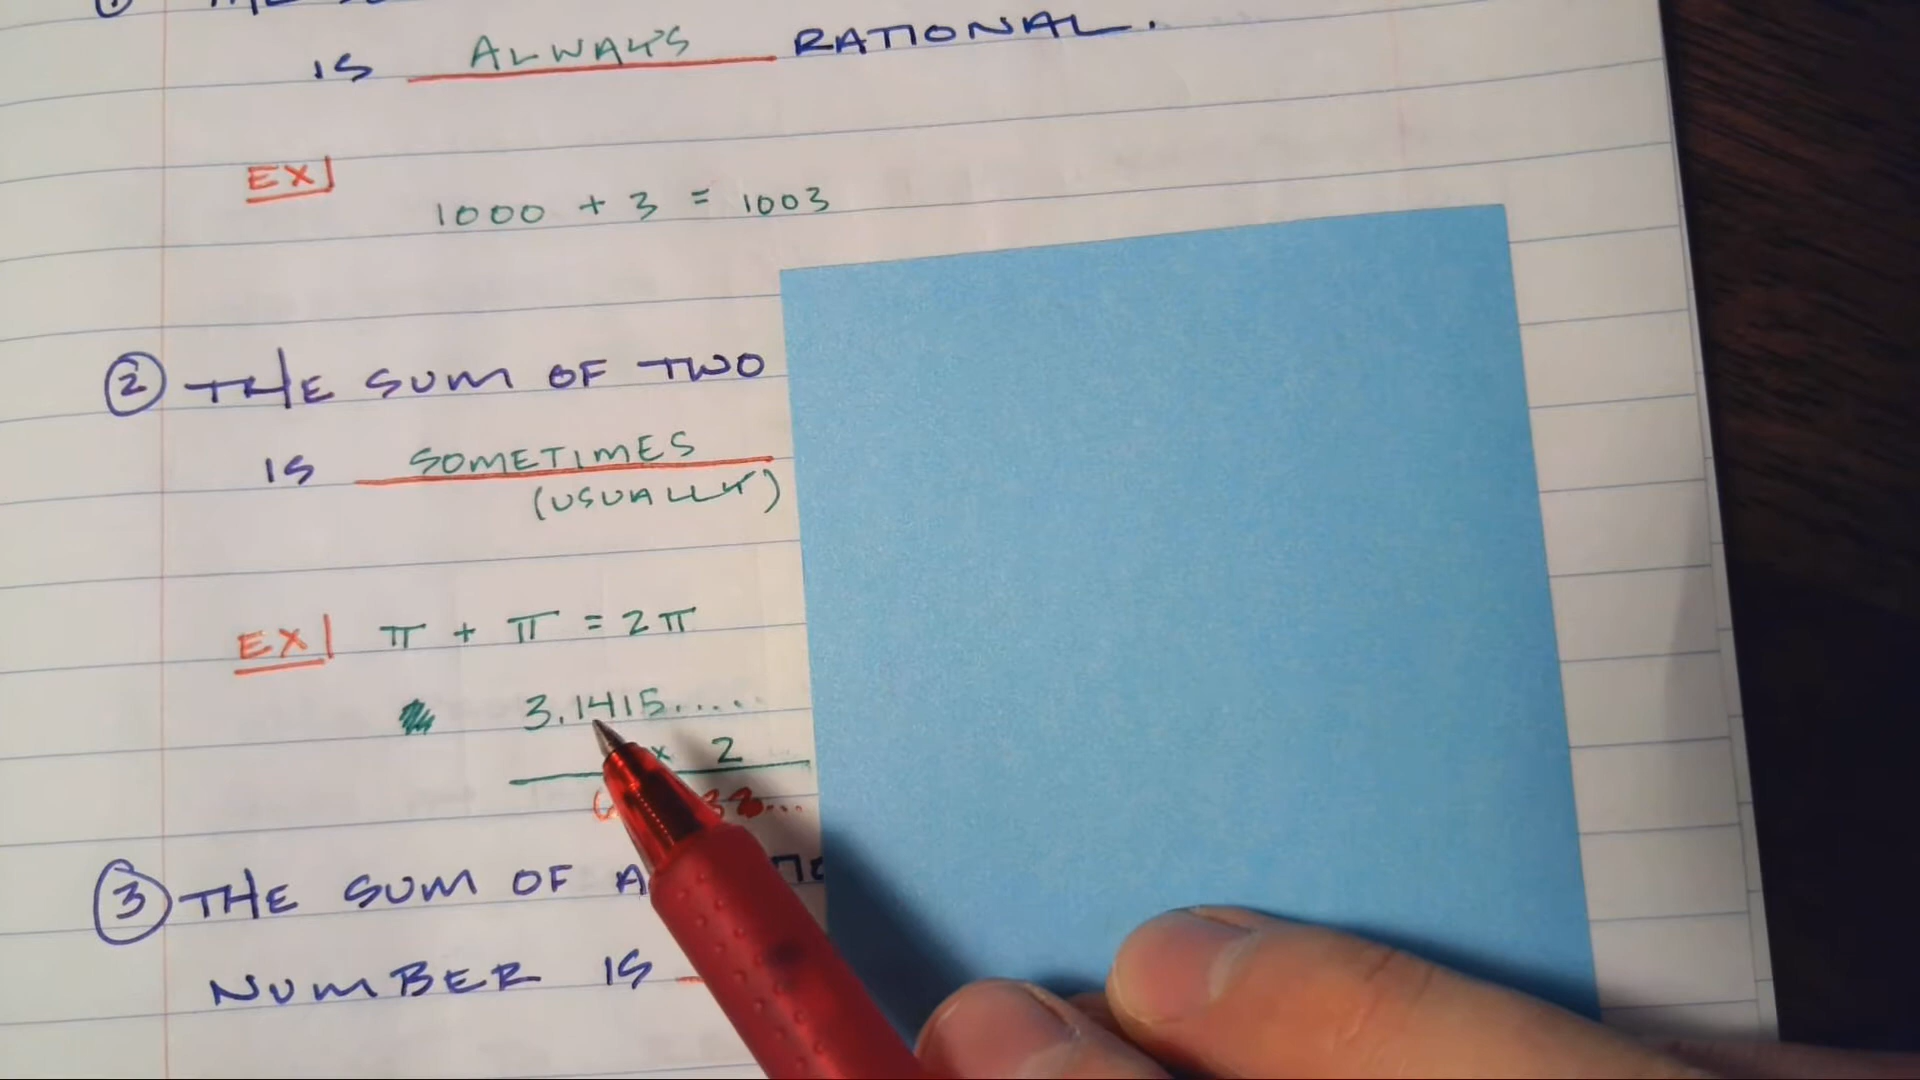 IS ALWAYS RATIONAL.
EX
1000 + 3 = 1003
② THE SUM OF TWO
IS SOMETIMES
(USUALLY)
EX π + π = 2π
3.1415.....
× 2
③ THE SUM OF A
NUMBER IS